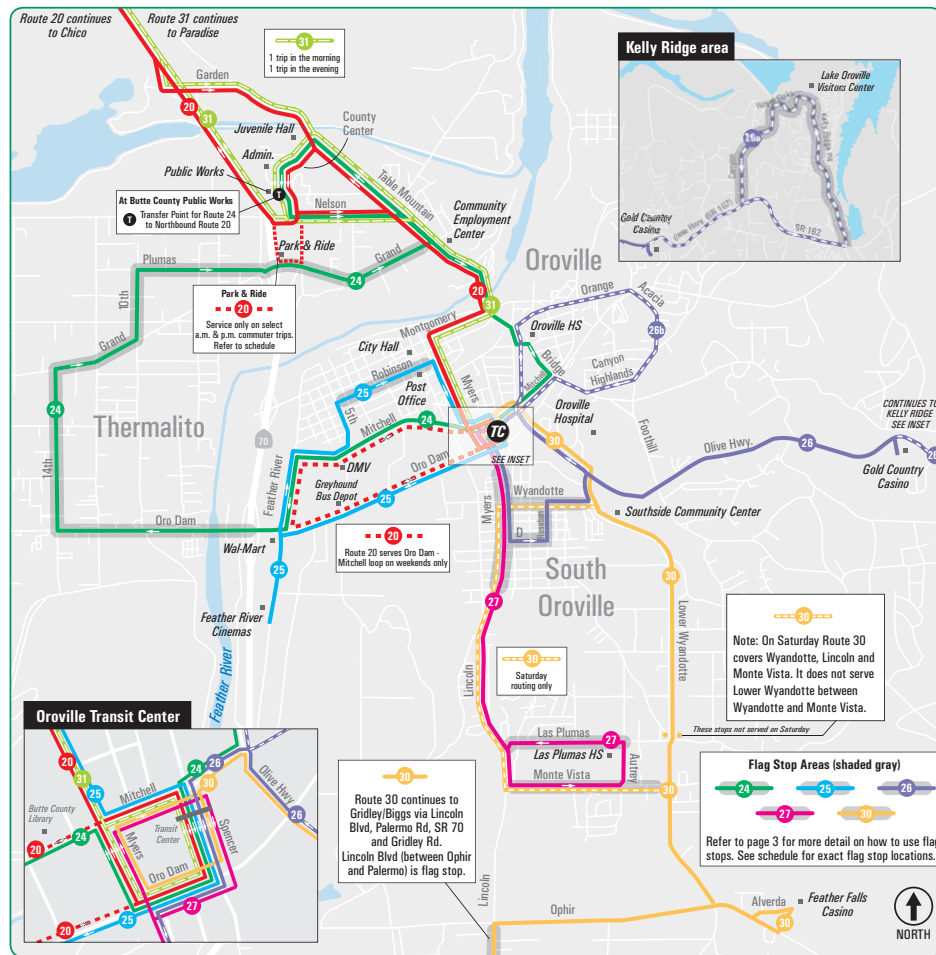 Route 20 continues
to Chico
Route 31 continues
to Paradise
31
1 trip in the morning
1 trip in the evening
Kelly Ridge area
Lake Oroville
Visitors Center
Gold Country
Casino
SR 162
Garden
20
31
Juvenile Hall
County
Center
Admin.
Public Works
At Butte County Public Works
T
Transfer Point for Route 24
to Northbound Route 20
T
Nelson
Table Mountain
Community
Employment
Center
Park & Ride
Plumas
Grand
24
10th
Grand
Park & Ride
20
Service only on select
a.m. & p.m. commuter trips.
Refer to schedule
20
31
Oroville
Orange
Acacia
26b
Canyon
Highlands
Oroville HS
Bridge
Mitchell
Montgomery
City Hall
Robinson
Post
Office
Myers
25
5th
Mitchell
24
TC
SEE INSET
Oroville
Hospital
30
Foothill
Olive Hwy.
26
CONTINUES TO
KELLY RIDGE
SEE INSET
26
Gold Country
Casino
Thermalito
24
14th
70
Feather River
DMV
Greyhound
Bus Depot
Oro Dam
25
Oro Dam
Wal-Mart
25
Feather River
Cinemas
Feather River
20
Route 20 serves Oro Dam -
Mitchell loop on weekends only
Myers
Wyandotte
D
Southside Community Center
South
Oroville
27
30
Lower Wyandotte
30
Saturday
routing only
Lincoln
30
Note: On Saturday Route 30
covers Wyandotte, Lincoln and
Monte Vista. It does not serve
Lower Wyandotte between
Wyandotte and Monte Vista.
These stops not served on Saturday
Las Plumas
27
Las Plumas HS
Autrey
Monte Vista
30
Oroville Transit Center
20
31
25
24
26
30
Mitchell
Olive Hwy
26
Butte County
Library
Transit
Center
Spencer
Myers
24
20
Oro Dam
20
25
27
30
Route 30 continues to
Gridley/Biggs via Lincoln
Blvd, Palermo Rd, SR 70
and Gridley Rd.
Lincoln Blvd (between Ophir
and Palermo) is flag stop.
Flag Stop Areas (shaded gray)
24
25
26
27
30
Refer to page 3 for more detail on how to use flag
stops. See schedule for exact flag stop locations.
Lincoln
Ophir
Alverda
30
Feather Falls
Casino
NORTH